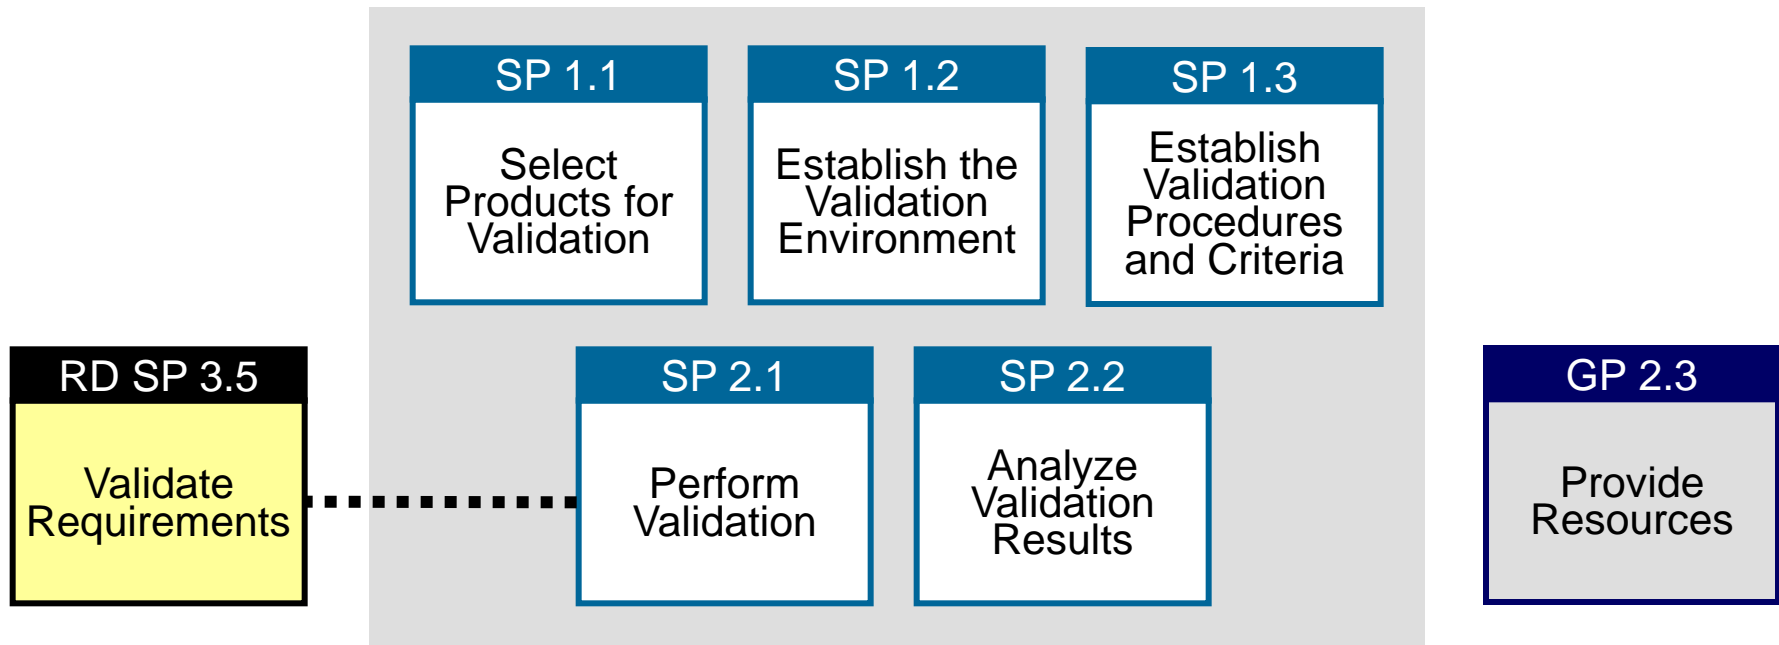 SP 1.1
Select
Products for
Validation
SP 1.2
Establish the
Validation
Environment
SP 1.3
Establish
Validation
Procedures
and Criteria
RD SP 3.5
Validate
Requirements
SP 2.1
Perform
Validation
SP 2.2
Analyze
Validation
Results
GP 2.3
Provide
Resources